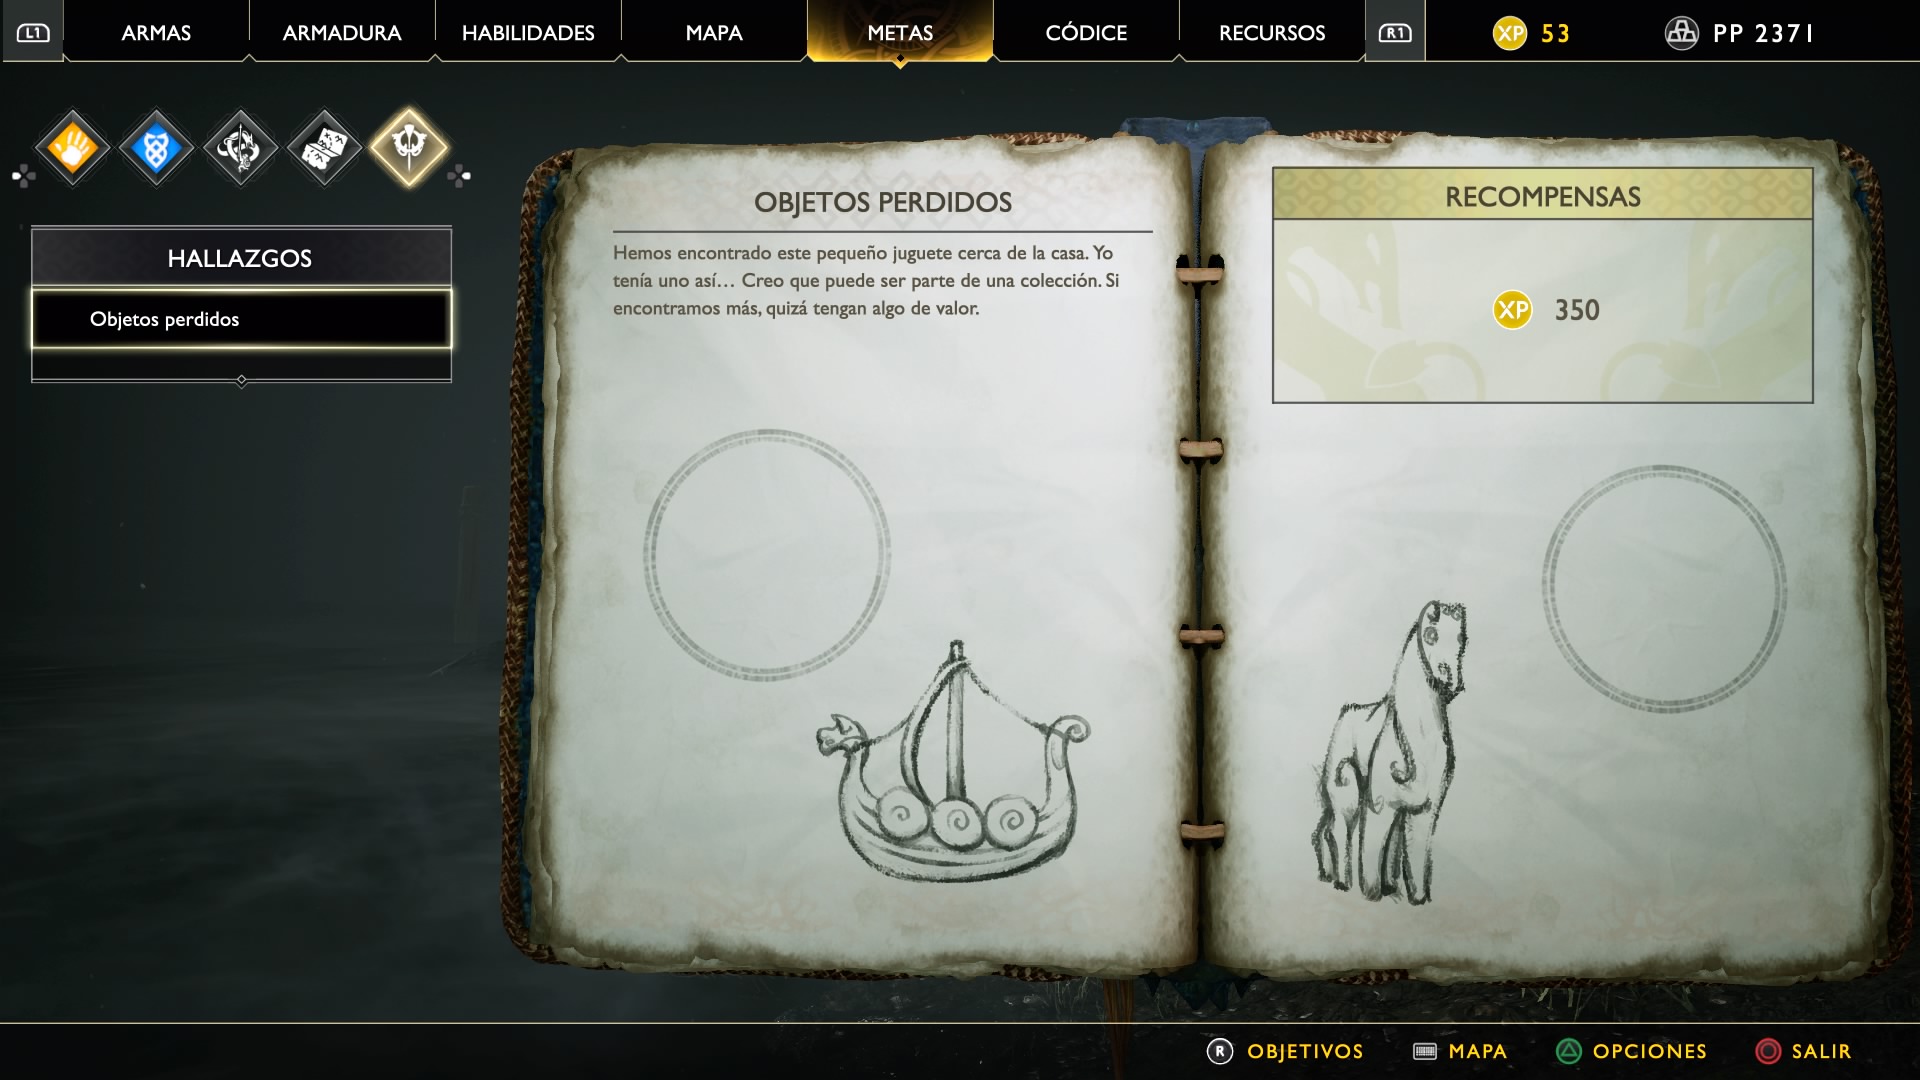 L1 ARMAS ARMADURA HABILIDADES MAPA METAS CÓDICE RECURSOS R1 XP 53 PP 2371
HALLAZGOS
Objetos perdidos
OBJETOS PERDIDOS
Hemos encontrado este pequeño juguete cerca de la casa. Yo
tenía uno así... Creo que puede ser parte de una colección. Si
encontramos más, quizá tengan algo de valor.
RECOMPENSAS
XP 350
R OBJETIVOS MAPA OPCIONES SALIR